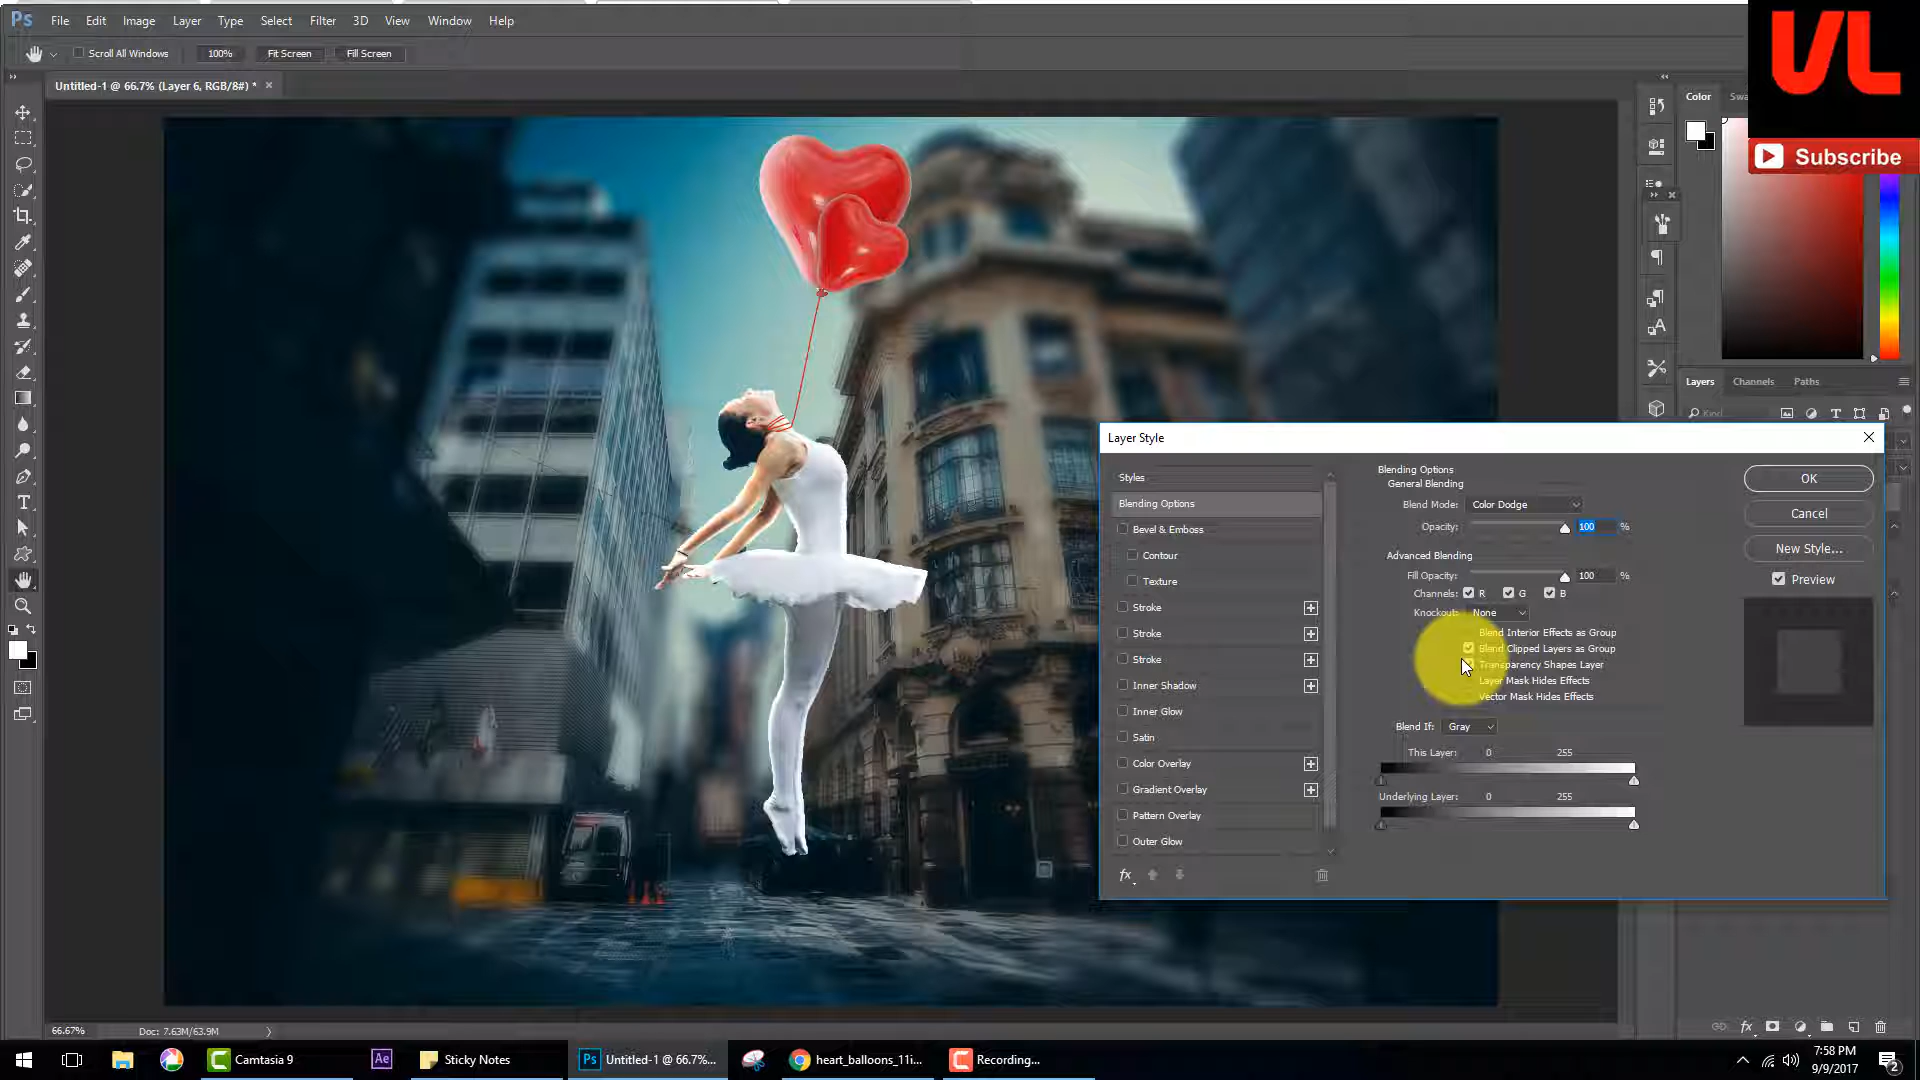 Ps File Edit Image Layer Type Select Filter 3D View Window Help
Scroll All Windows 100% Fit Screen Fill Screen
Untitled-1 @ 66.7% (Layer 6, RGB/8#) * ×
Color Swa
VL
Subscribe
Layers Channels Paths
Kind
Layer Style
Styles
Blending Options
Bevel & Emboss
Contour
Texture
Stroke
Stroke
Stroke
Inner Shadow
Inner Glow
Satin
Color Overlay
Gradient Overlay
Pattern Overlay
Outer Glow
fx
Blending Options
General Blending
Blend Mode: Color Dodge
Opacity: 100 %
Advanced Blending
Fill Opacity: 100 %
Channels: R G B
Knockout: None
Blend Interior Effects as Group
Blend Clipped Layers as Group
Transparency Shapes Layer
Layer Mask Hides Effects
Vector Mask Hides Effects
Blend If: Gray
This Layer: 0 255
Underlying Layer: 0 255
OK
Cancel
New Style...
Preview
66.67% Doc: 7.63M/63.9M
fx
Camtasia 9
Ae
Sticky Notes
Ps Untitled-1 @ 66.7%...
heart_balloons_11i...
Recording...
7:58 PM
9/9/2017
2